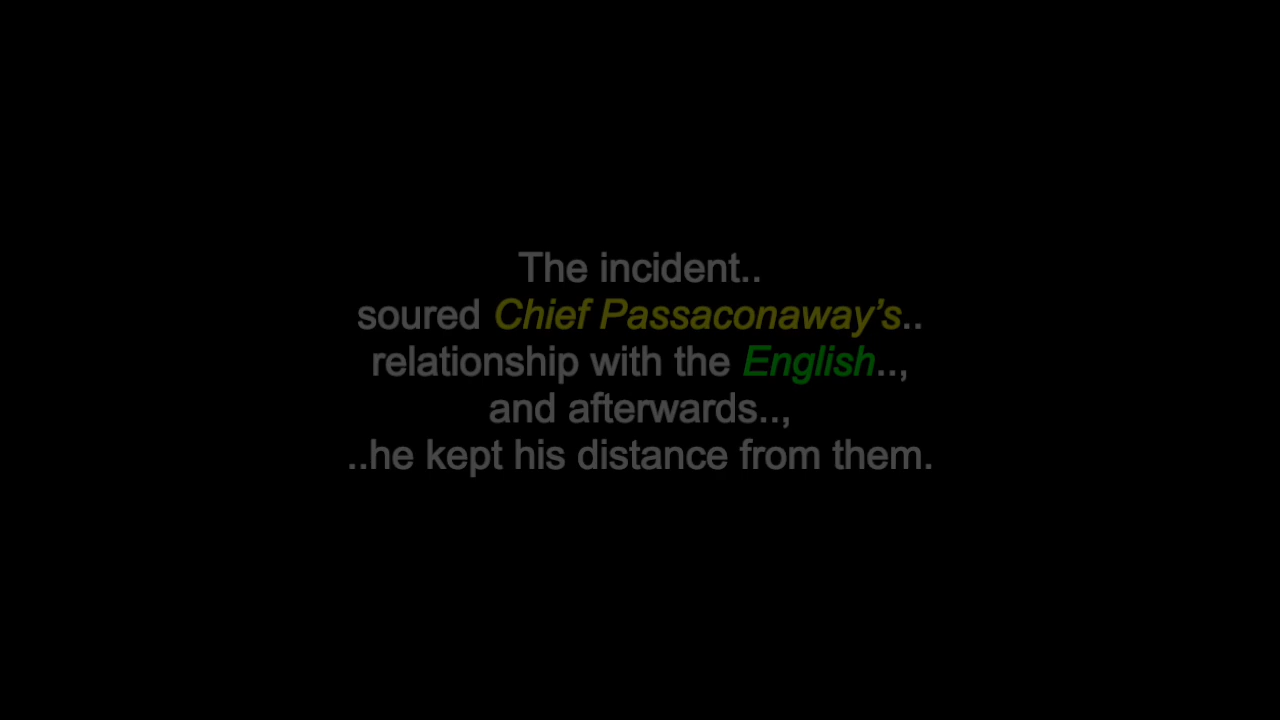 The incident..
soured Chief Passaconaway’s..
relationship with the English..,
and afterwards..,
..he kept his distance from them.